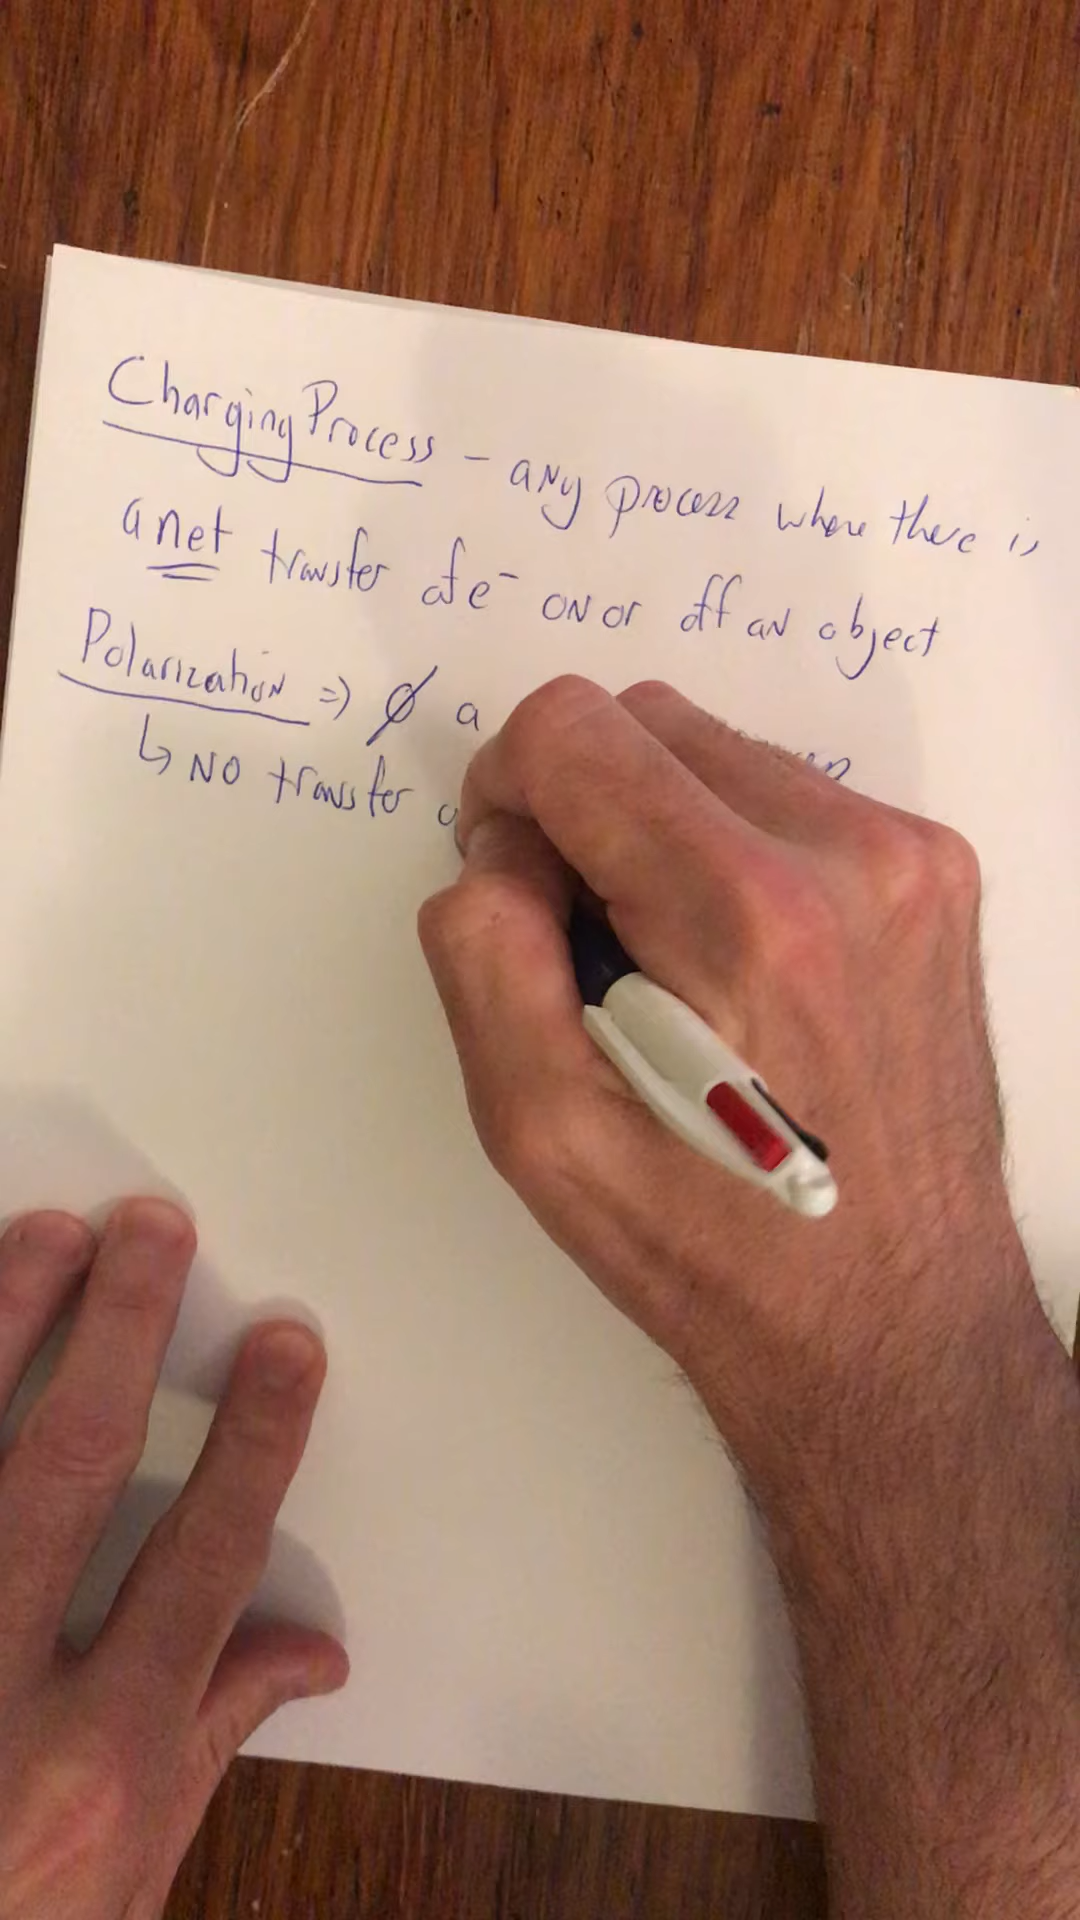 Charging Process - any process where there is
a net transfer of e⁻ on or off an object
Polarization => ∅ a
↳ NO transfer